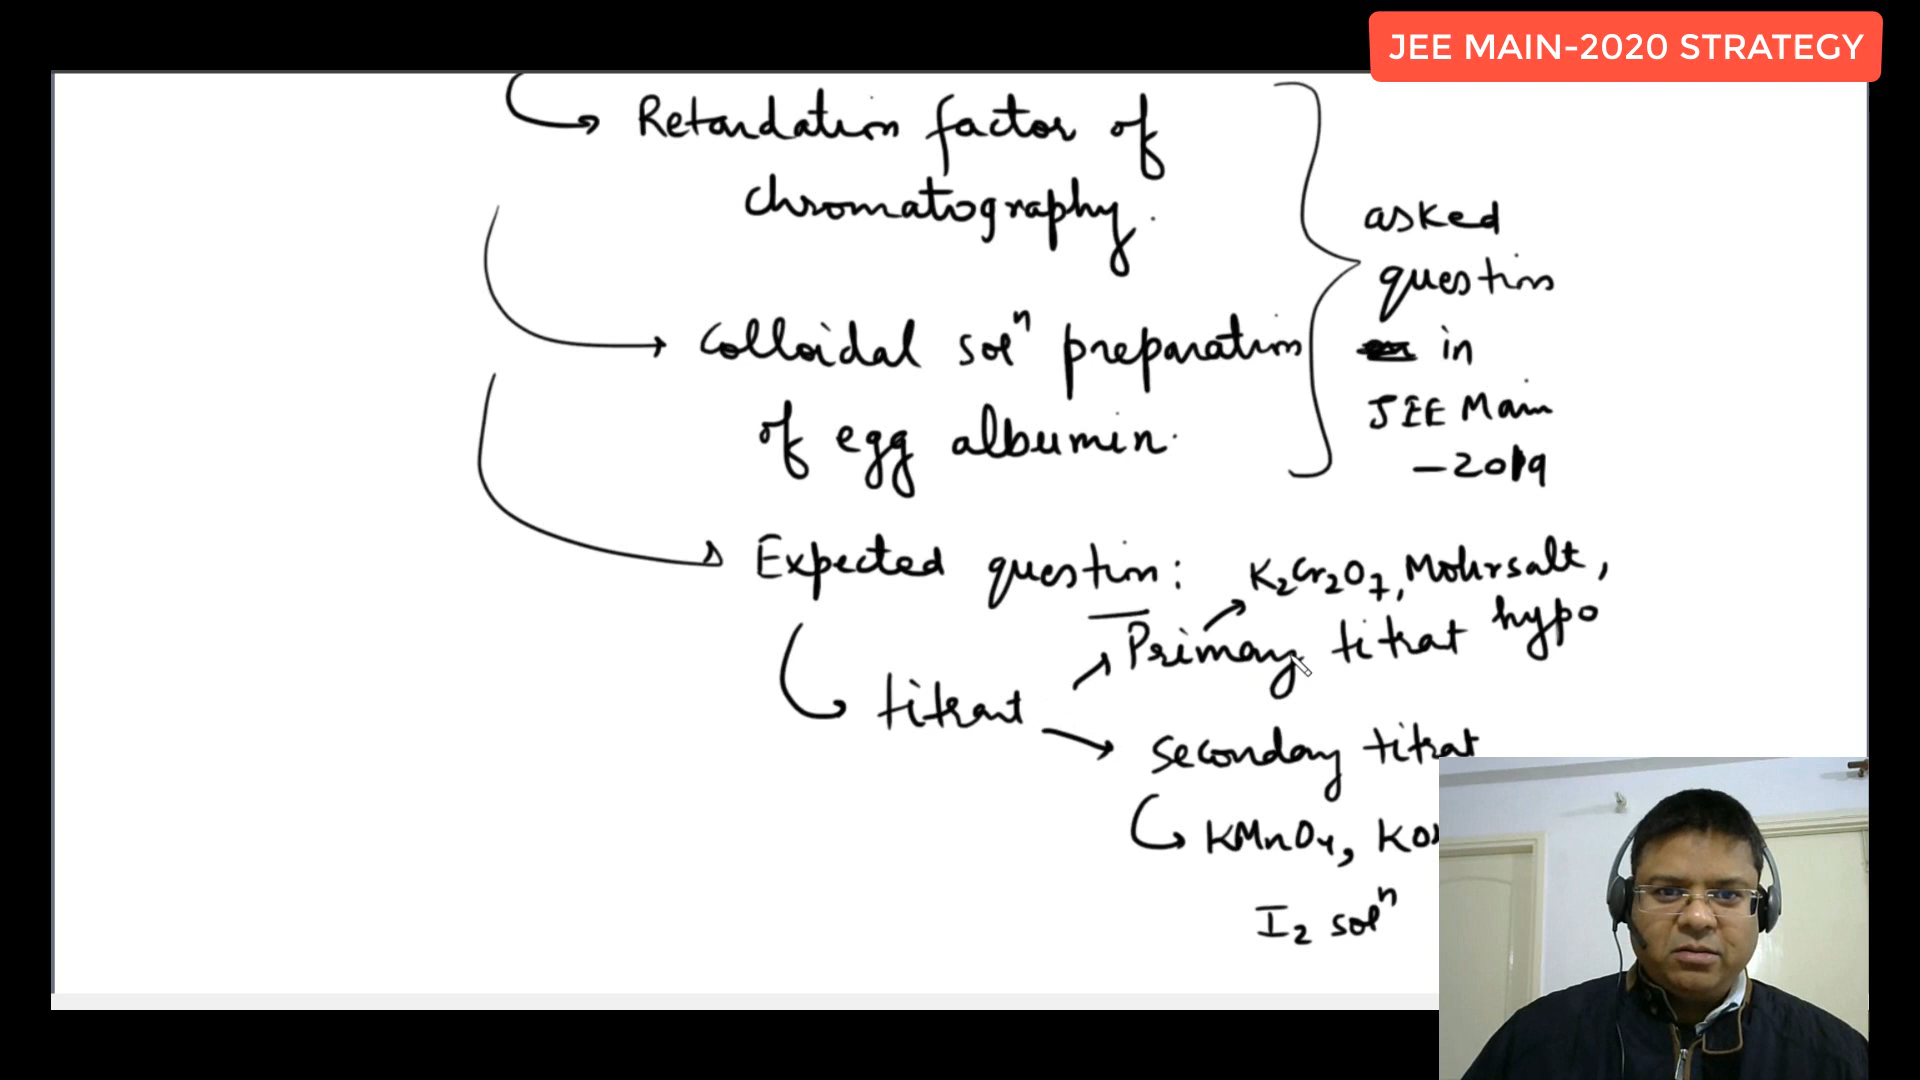 JEE MAIN-2020 STRATEGY
Retardation factor of
chromatography.
asked
question
in
JEE Main
-2019
Colloidal solⁿ preparation
of egg albumin.
Expected question:
K₂Cr₂O₇, Mohrsalt,
hypo
Primary titrat
titrant
Secondary titrat
KMnO₄,
I₂ solⁿ